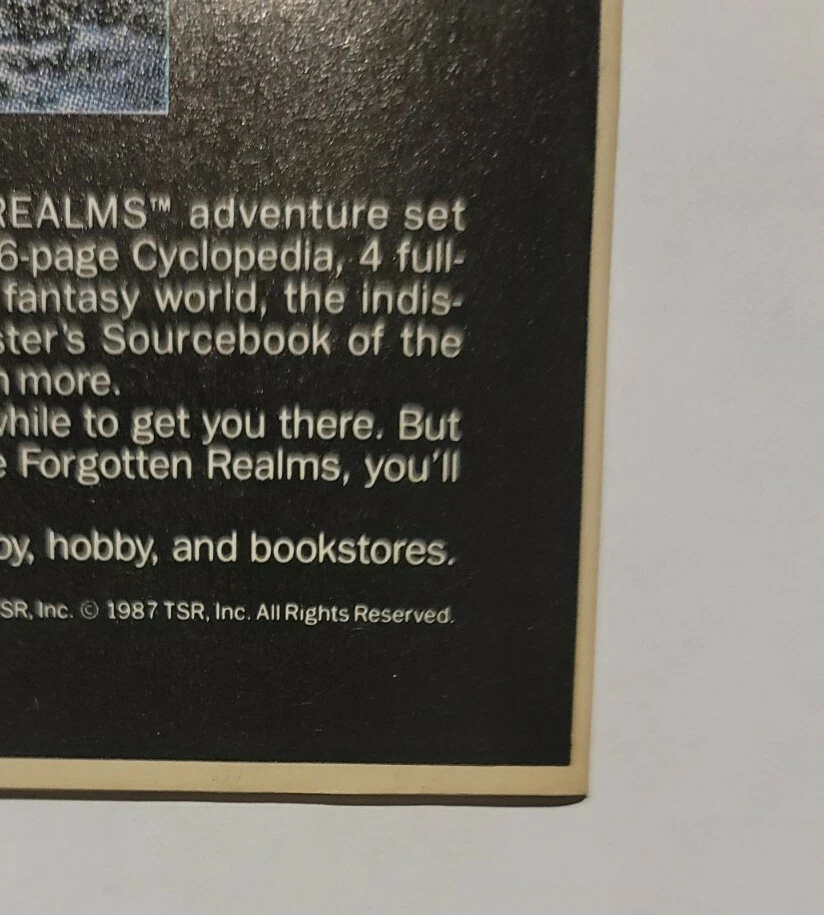 REALMS™ adventure set
6-page Cyclopedia, 4 full-
fantasy world, the indis-
ster's Sourcebook of the
more.
while to get you there. But
Forgotten Realms, you'll
hobby, and bookstores.
SR, Inc. © 1987 TSR, Inc. All Rights Reserved.